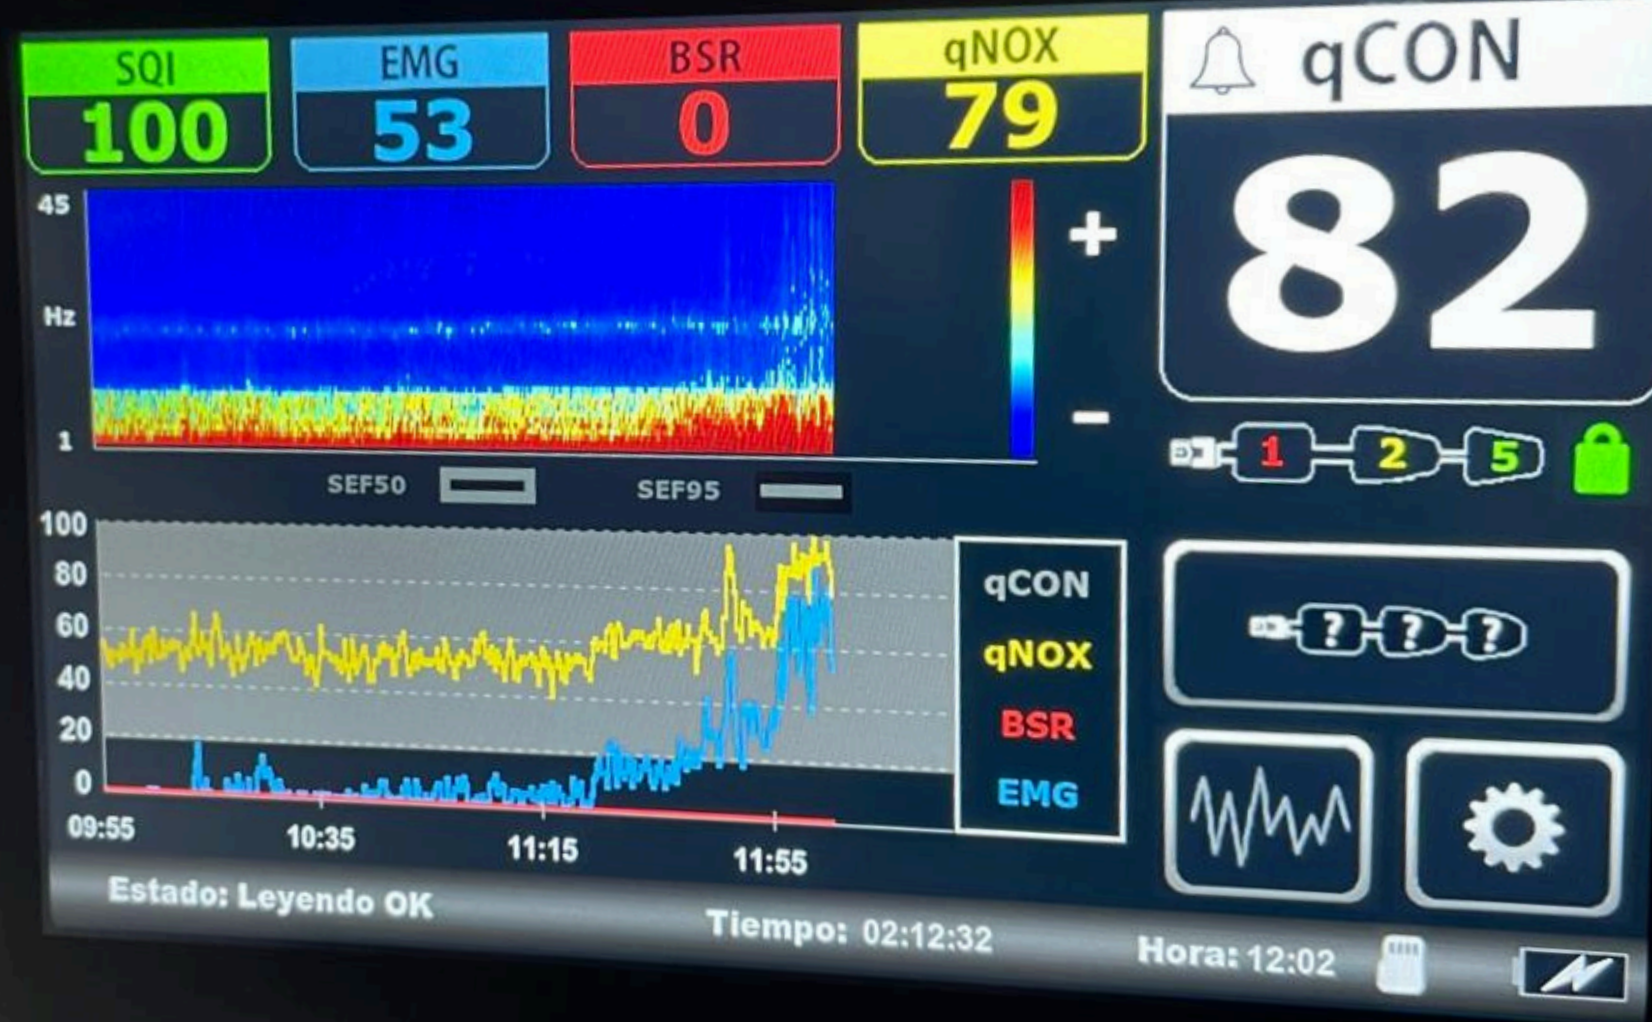 SQI
100
EMG
53
BSR
0
qNOX
79
qCON
82
45
Hz
1
+
-
1 2 5
SEF50
SEF95
100
80
60
40
20
0
09:55 10:35 11:15 11:55
qCON
qNOX
BSR
EMG
? ? ?
Estado: Leyendo OK
Tiempo: 02:12:32
Hora: 12:02